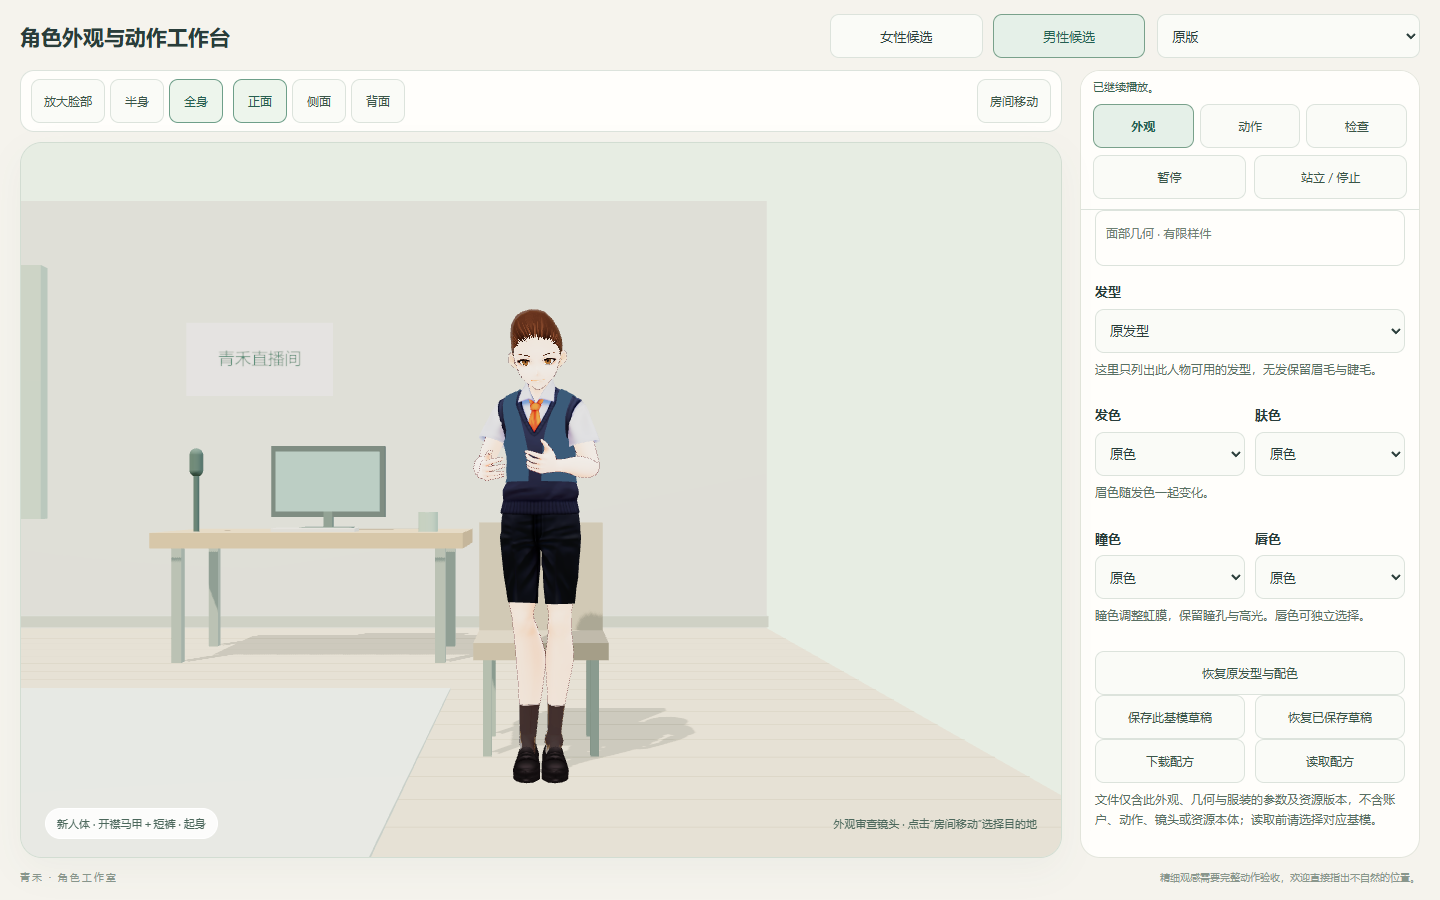 角色外观与动作工作台
女性候选
男性候选
原版
放大脸部
半身
全身
正面
侧面
背面
房间移动
青禾直播间
新人体 · 开襟马甲 + 短裤 · 起身
外观审查镜头 · 点击“房间移动”选择目的地
已继续播放。
外观
动作
检查
暂停
站立 / 停止
面部几何 · 有限样件
发型
原发型
这里只列出此人物可用的发型，无发保留眉毛与睫毛。
发色
肤色
原色
原色
眉色随发色一起变化。
瞳色
唇色
原色
原色
瞳色调整虹膜，保留瞳孔与高光。唇色可独立选择。
恢复原发型与配色
保存此基模草稿
恢复已保存草稿
下载配方
读取配方
文件仅含此外观、几何与服装的参数及资源版本，不含账
户、动作、镜头或资源本体；读取前请选择对应基模。
青禾 · 角色工作室
精细观感需要完整动作验收，欢迎直接指出不自然的位置。